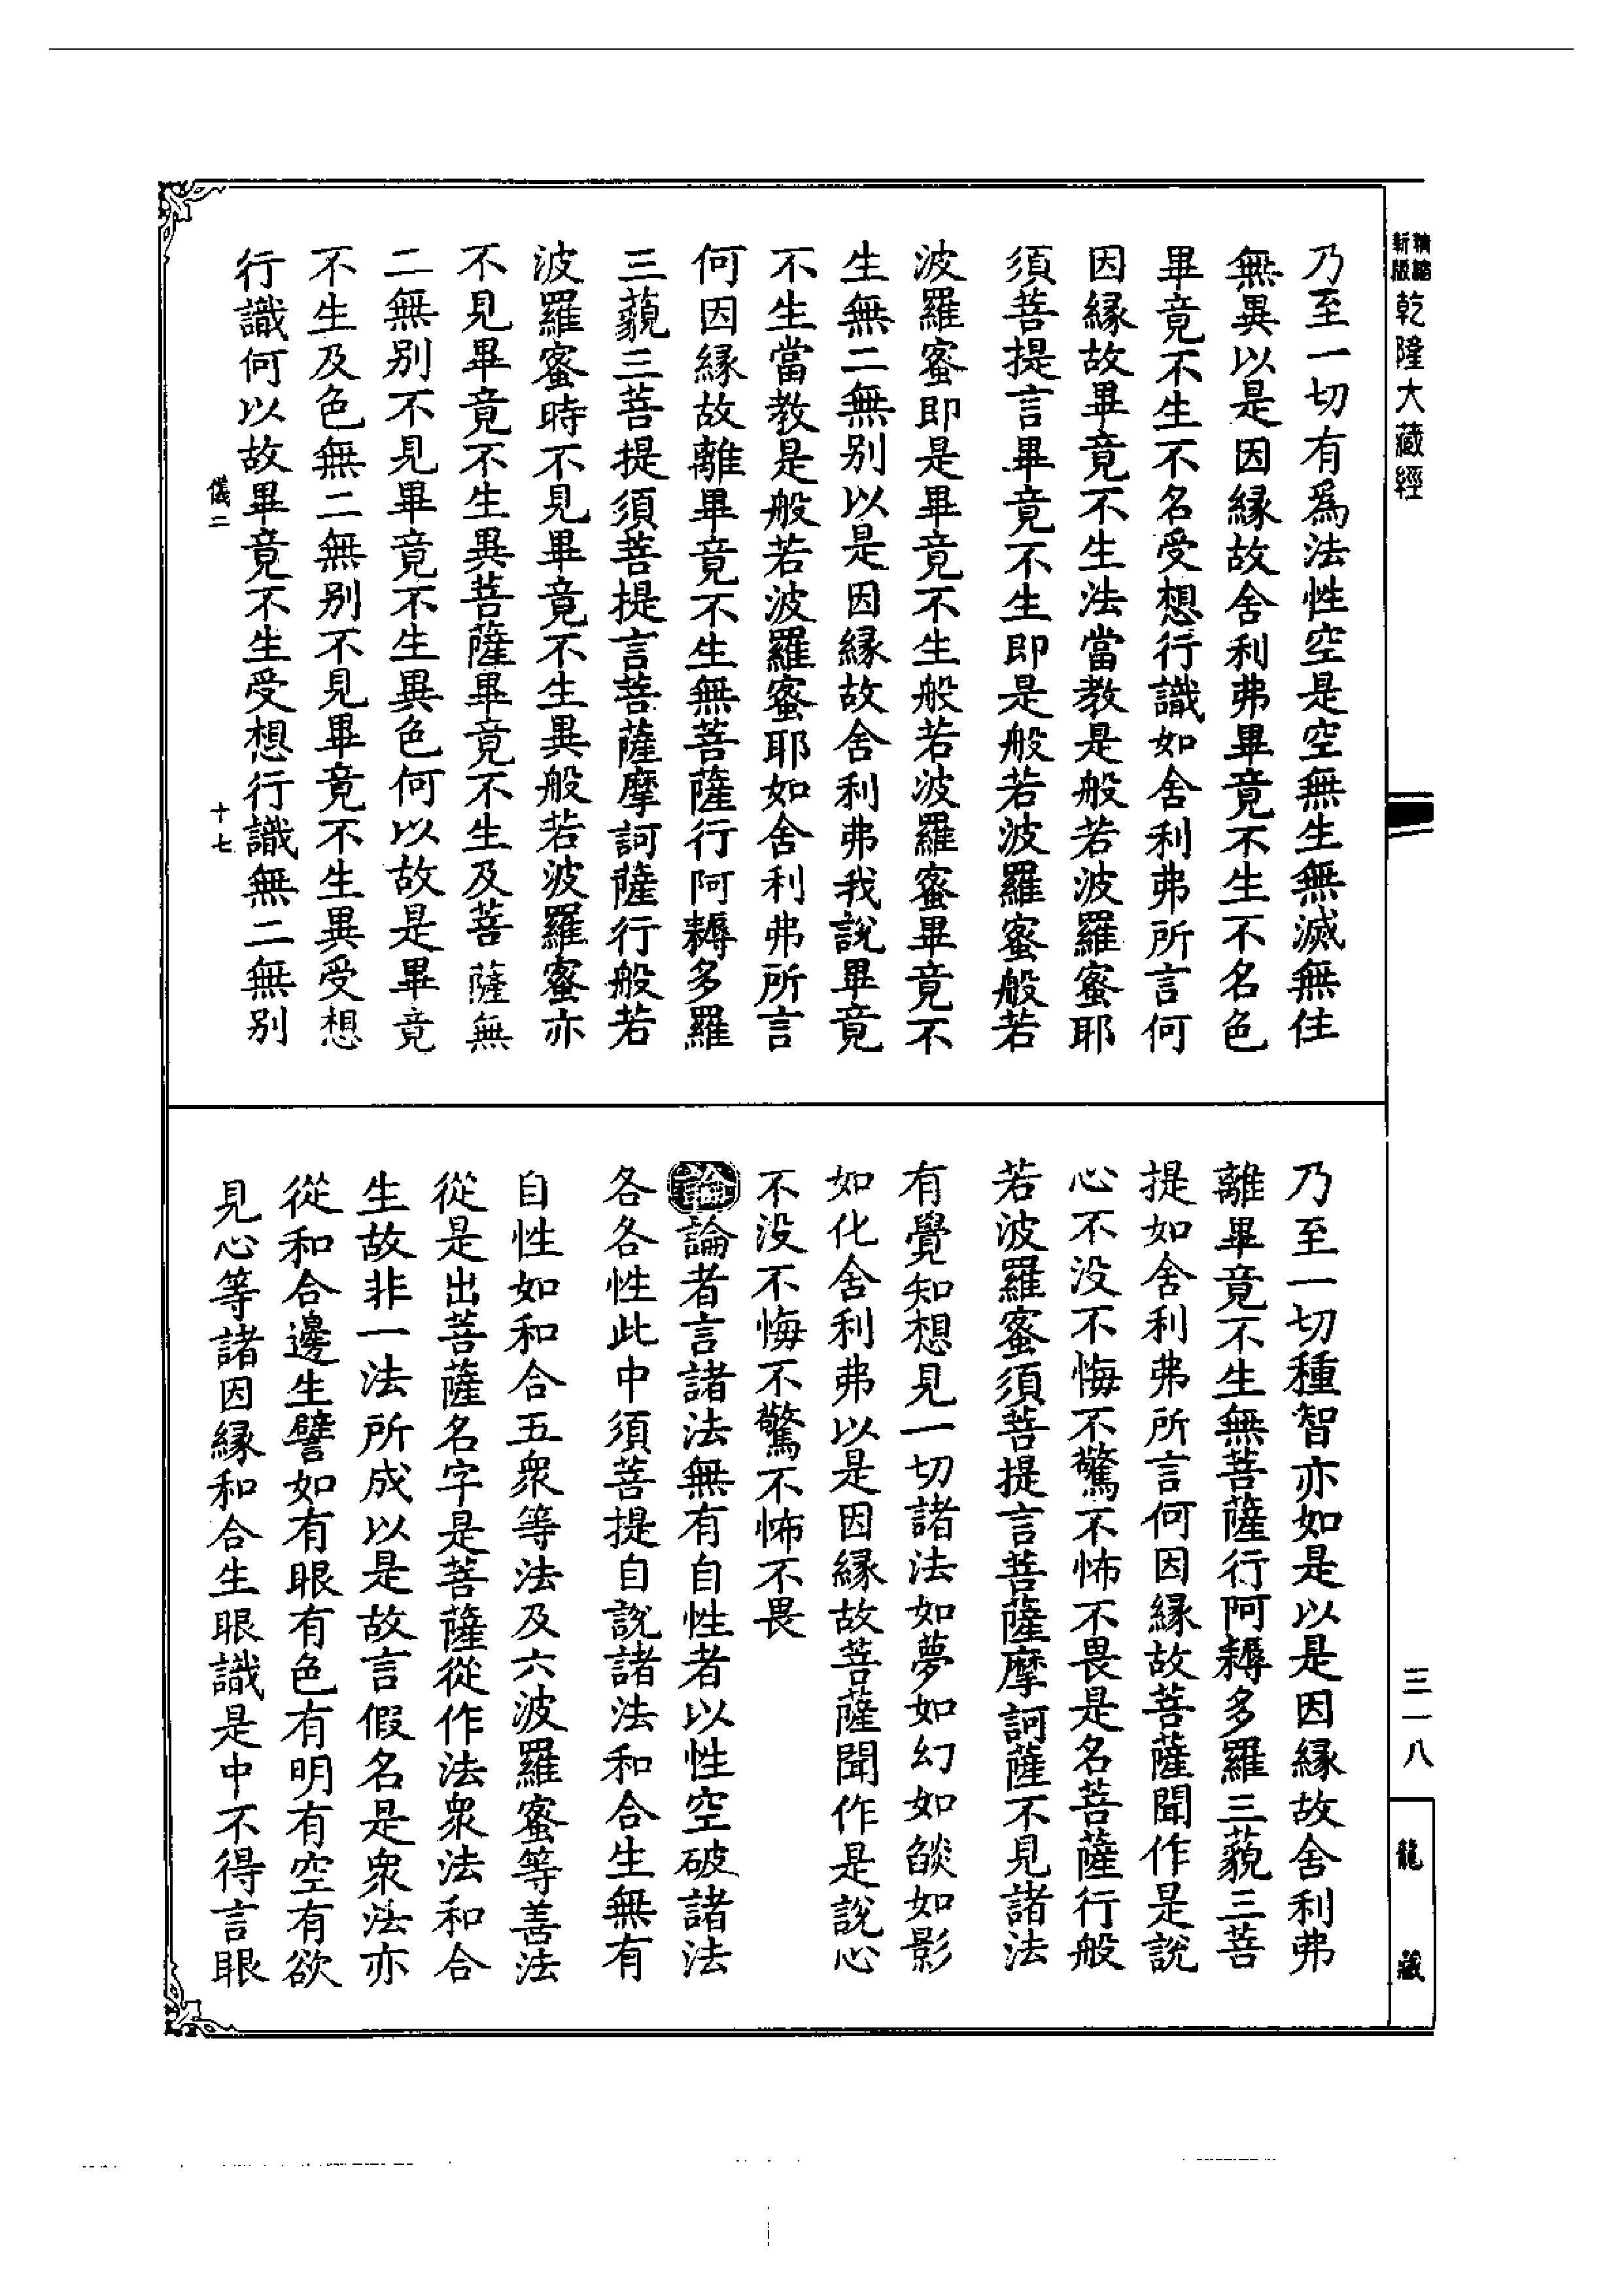 精縮新版乾隆大藏經
乃至一切有爲法性空是空無生無滅無住
無異以是因緣故舍利弗畢竟不生不名色
畢竟不生不名受想行識如舍利弗所言何
因緣故畢竟不生法當教是般若波羅蜜耶
須菩提言畢竟不生即是般若波羅蜜般若
波羅蜜即是畢竟不生般若波羅蜜畢竟不
生無二無别以是因緣故舍利弗我說畢竟
不生當教是般若波羅蜜耶如舍利弗所言
何因緣故離畢竟不生無菩薩行阿耨多羅
三藐三菩提須菩提言菩薩摩訶薩行般若
波羅蜜時不見畢竟不生異般若波羅蜜亦
不見畢竟不生異菩薩畢竟不生及菩薩無
二無别不見畢竟不生異色何以故是畢竟
不生及色無二無别不見畢竟不生異受想
行識何以故畢竟不生受想行識無二無别
儀二
十七
乃至一切種智亦如是以是因緣故舍利弗
離畢竟不生無菩薩行阿耨多羅三藐三菩
提如舍利弗所言何因緣故菩薩聞作是說
心不没不悔不驚不怖不畏是名菩薩行般
若波羅蜜須菩提言菩薩摩訶薩不見諸法
有覺知想見一切諸法如夢如幻如燄如影
如化舍利弗以是因緣故菩薩聞作是說心
不没不悔不驚不怖不畏
論論者言諸法無有自性者以性空破諸法
各各性此中須菩提自說諸法和合生無有
自性如和合五衆等法及六波羅蜜等善法
從是出菩薩名字是菩薩從作法衆法和合
生故非一法所成以是故言假名是衆法亦
從和合邊生譬如有眼有色有明有空有欲
見心等諸因緣和合生眼識是中不得言眼
三一八
龍藏